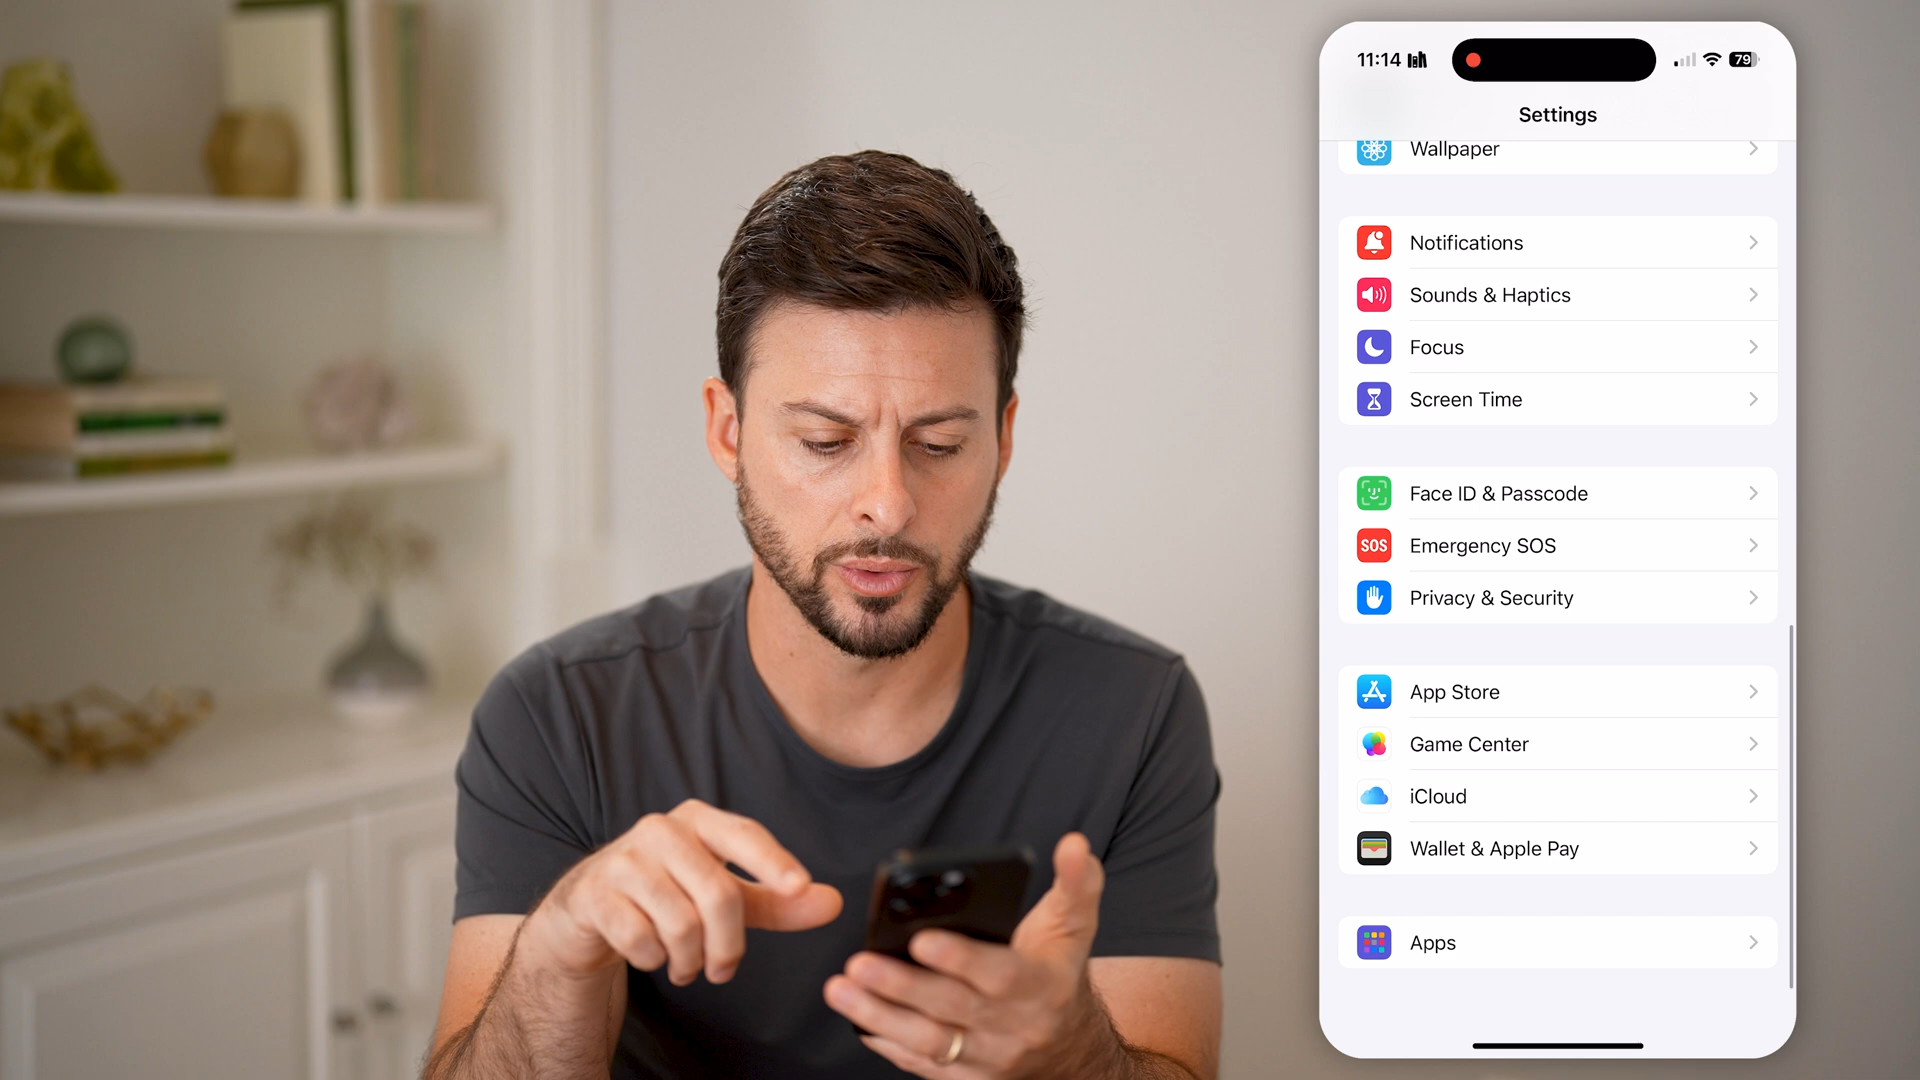 11:14
79
Settings
Wallpaper
Notifications
Sounds & Haptics
Focus
Screen Time
Face ID & Passcode
SOS
Emergency SOS
Privacy & Security
App Store
Game Center
iCloud
Wallet & Apple Pay
Apps